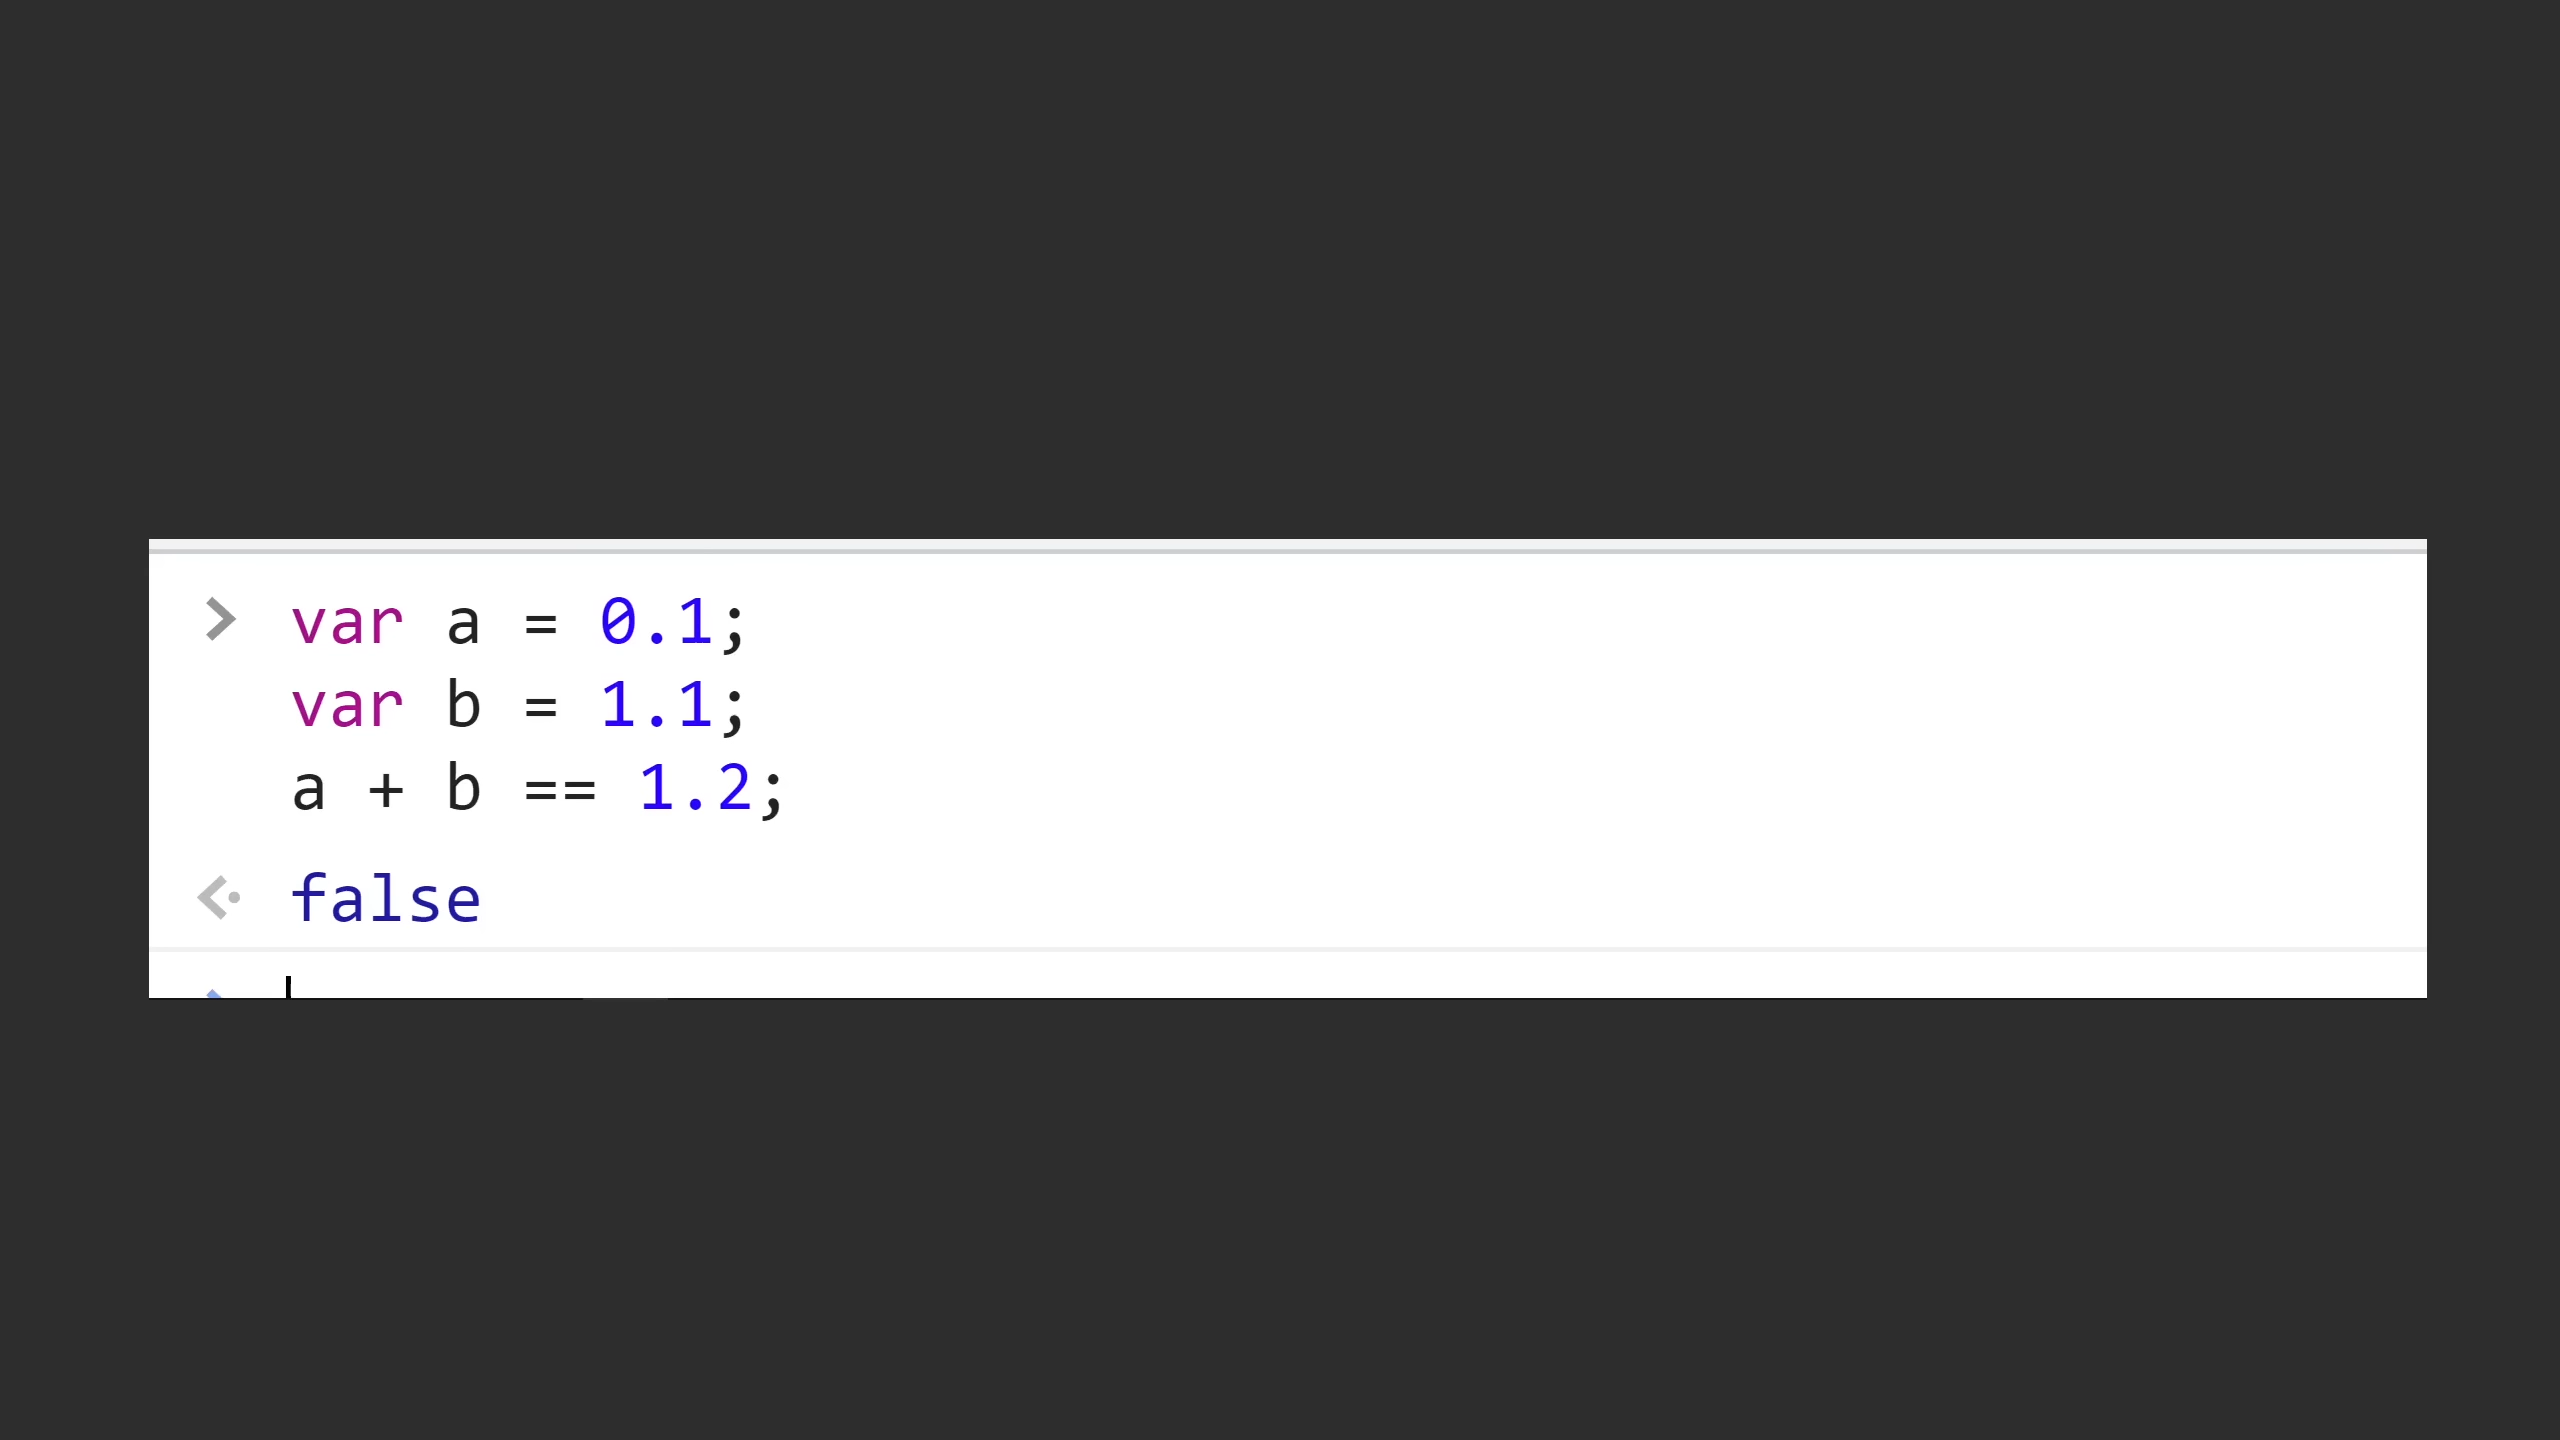 > var a = 0.1;
var b = 1.1;
a + b == 1.2;
false